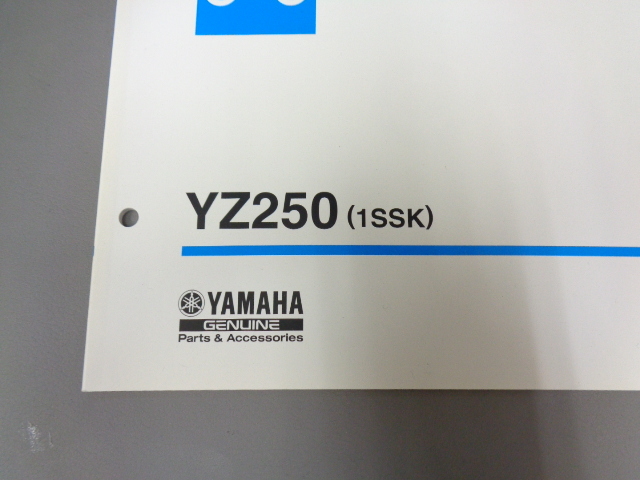 YZ250 (1SSK)
YAMAHA
GENUINE
Parts & Accessories